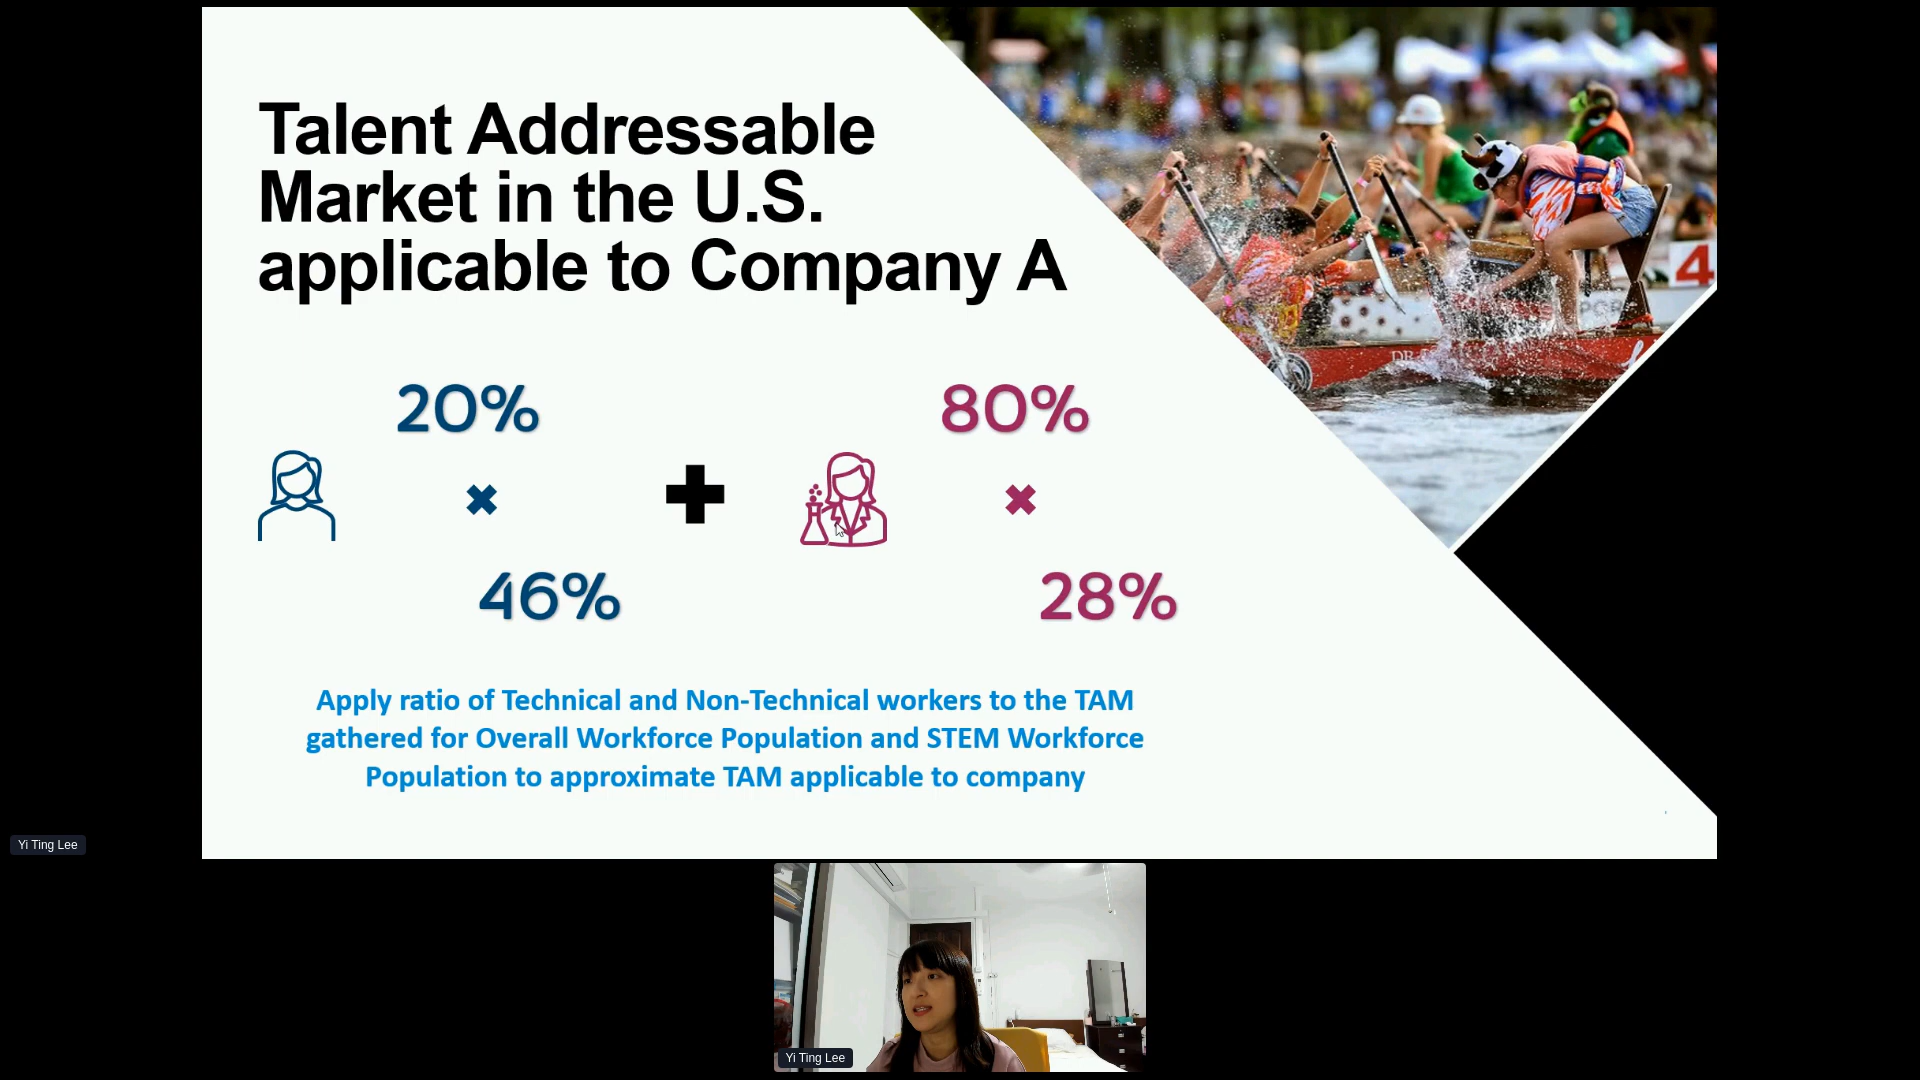 Talent Addressable
Market in the U.S.
applicable to Company A
4
20%
80%
46%
28%
Apply ratio of Technical and Non-Technical workers to the TAM
gathered for Overall Workforce Population and STEM Workforce
Population to approximate TAM applicable to company
Yi Ting Lee
Yi Ting Lee